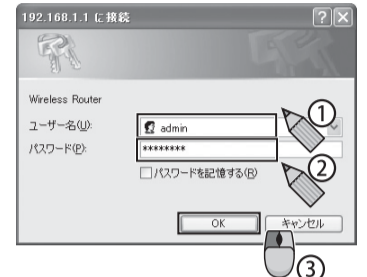 192.168.1.1 に接続
Wireless Router
ユーザー名(U):
admin
①
パスワード(P):
********
②
パスワードを記憶する(R)
OK
キャンセル
③